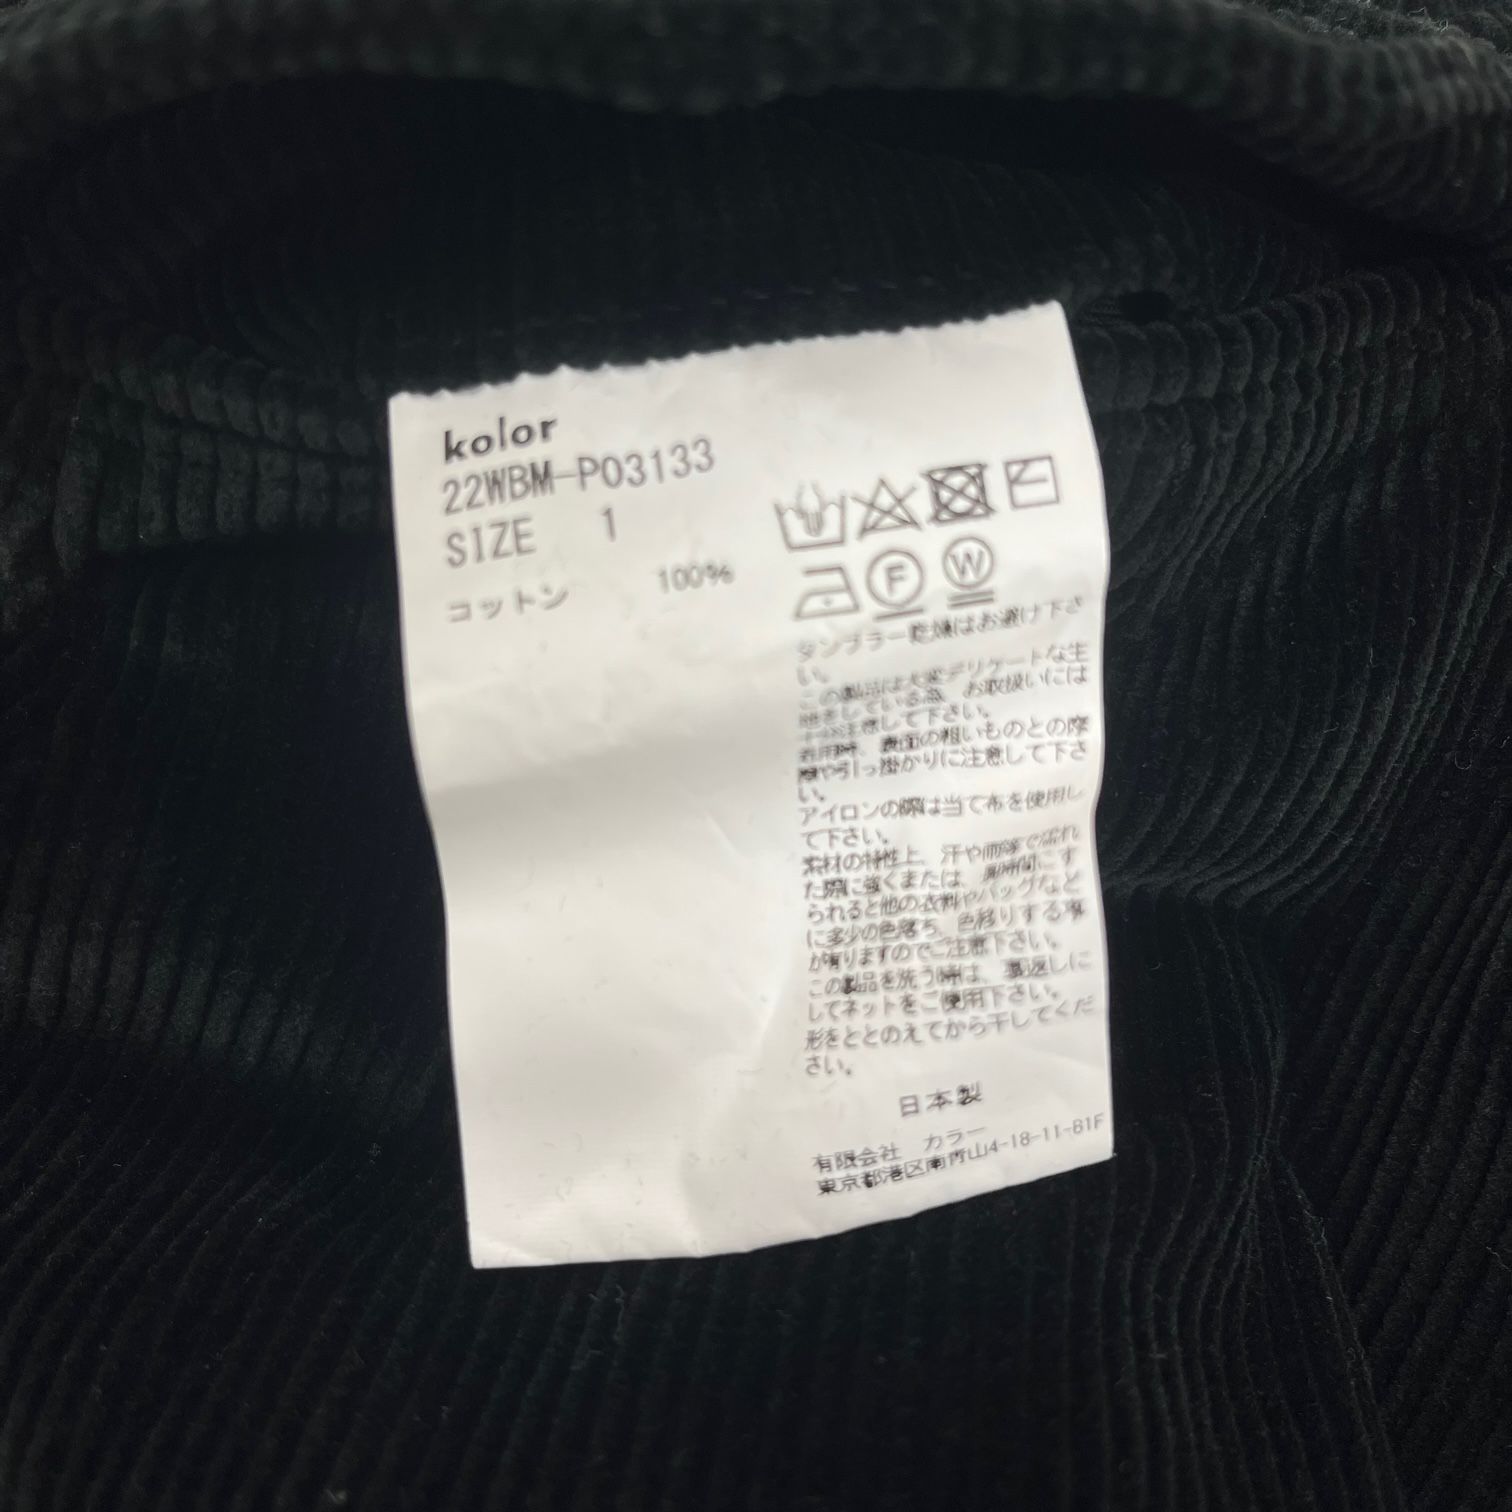 kolor
22WBM-P03133
SIZE 1
コットン 100%
F
W
タンブラー乾燥はお避け下さ
い。
この製品は大変デリケートな生
地をしている為、お取扱いには
十分注意して下さい。
着用時、表面の粗いものとの摩
擦や引っ掛かりに注意して下さ
い。
アイロンの際は当て布を使用し
て下さい。
素材の特性上、汗や雨等で濡れ
た際に強くまたは、長時間こす
られると他の衣料やバッグなど
に多少の色落ち、色移りする事
が有りますのでご注意下さい。
この製品を洗う時は、裏返しに
してネットをご使用下さい。
形をととのえてから干してくだ
さい。
日本製
有限会社 カラー
東京都港区南青山4-18-11-B1F